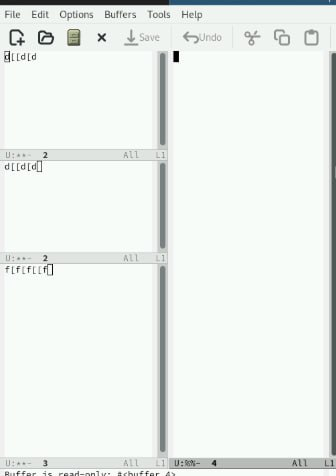 File Edit Options Buffers Tools Help
Save Undo
d[[d[d
U:**- 2 All L1
d[[d[d
U:**- 2 All L1
f[f[f[[f
U:**- 3 All L1
U:%%- 4 All L1
Buffer is read-only: #<buffer 4>